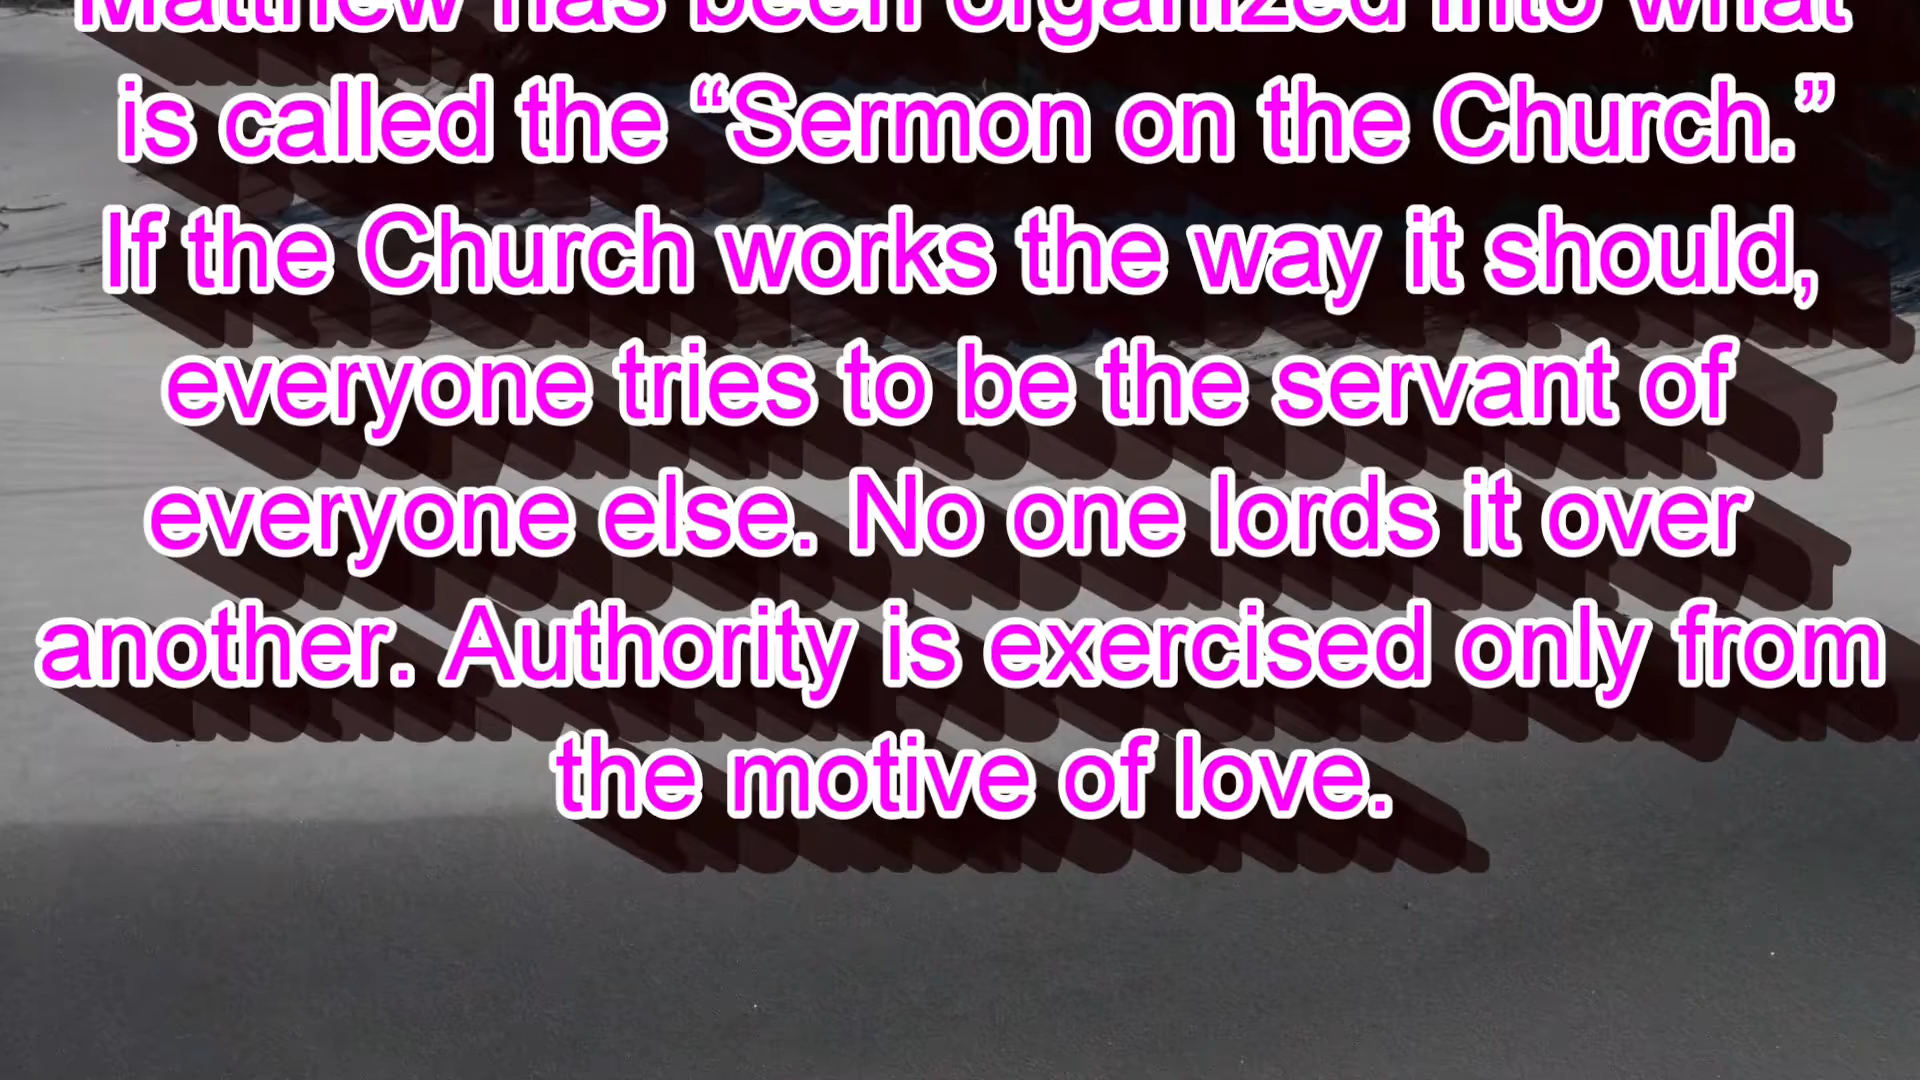 Matthew has been organized into what
is called the “Sermon on the Church.”
If the Church works the way it should,
everyone tries to be the servant of
everyone else. No one lords it over
another. Authority is exercised only from
the motive of love.